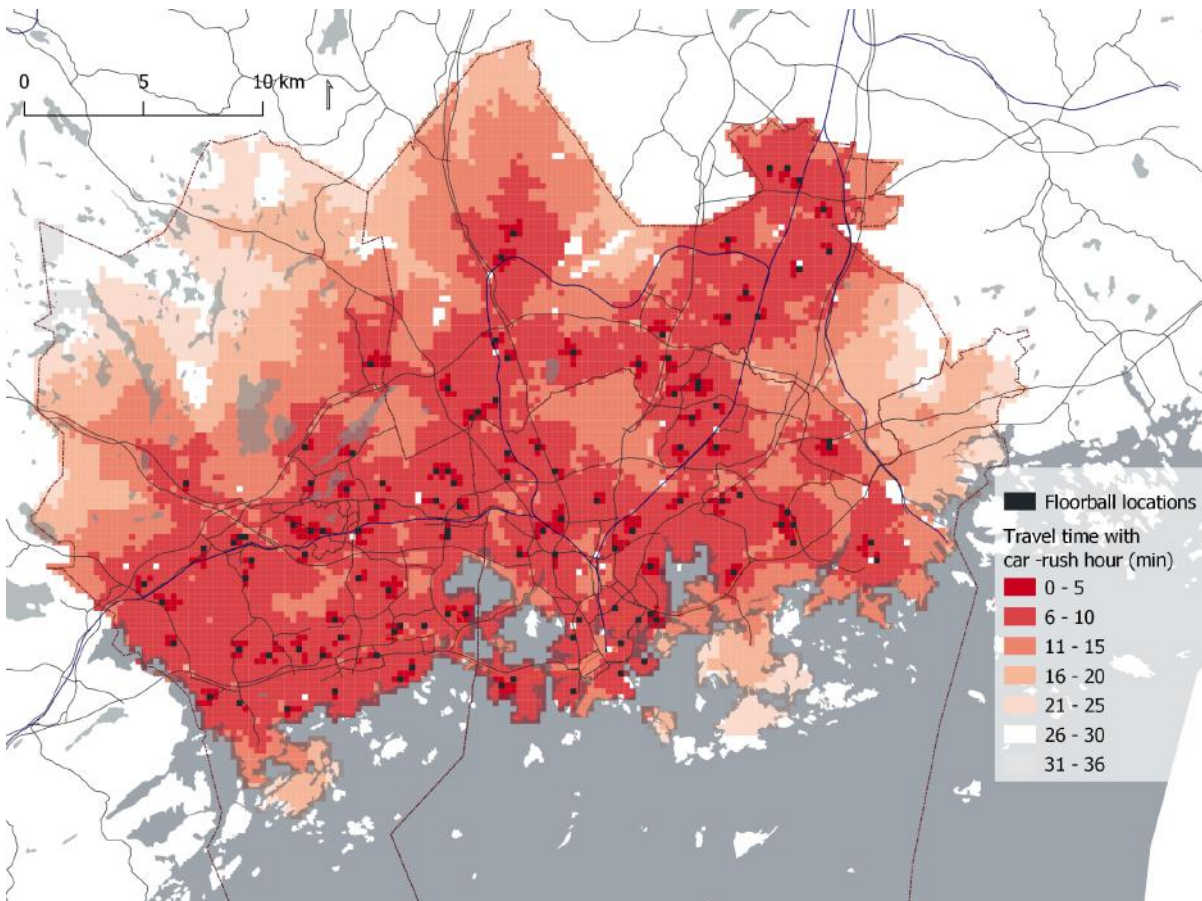 0 5 10 km
Floorball locations
Travel time with
car -rush hour (min)
0 - 5
6 - 10
11 - 15
16 - 20
21 - 25
26 - 30
31 - 36